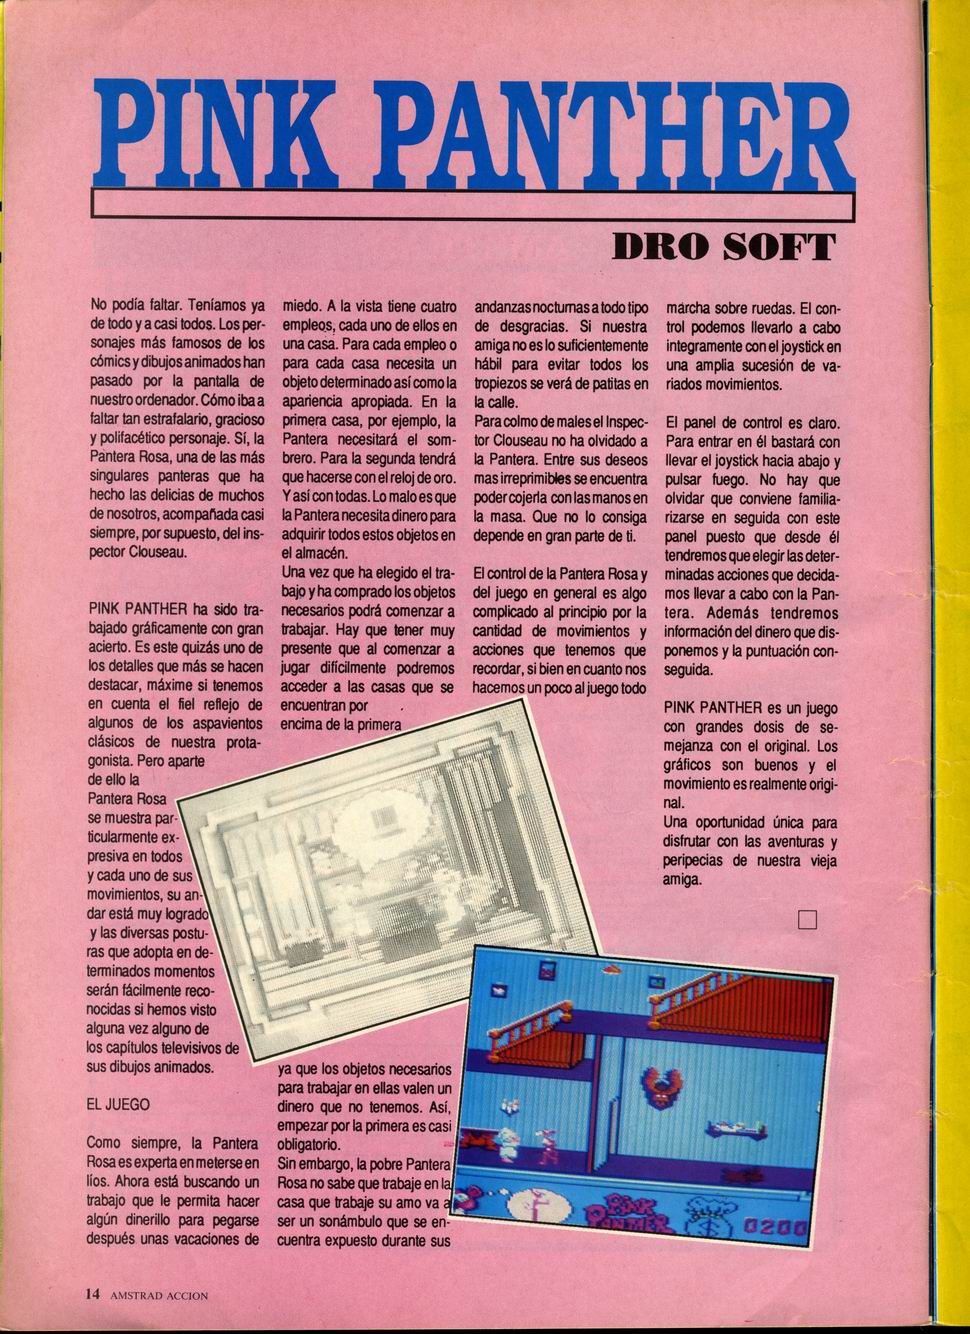 PINK PANTHER
DRO SOFT
No podía faltar. Teníamos ya
de todo y a casi todos. Los per-
sonajes más famosos de los
cómics y dibujos animados han
pasado por la pantalla de
nuestro ordenador. Cómo iba a
faltar tan estrafalario, gracioso
y polifacético personaje. Sí, la
Pantera Rosa, una de las más
singulares panteras que ha
hecho las delicias de muchos
de nosotros, acompañada casi
siempre, por supuesto, del ins-
pector Clouseau.
PINK PANTHER ha sido tra-
bajado gráficamente con gran
acierto. Es este quizás uno de
los detalles que más se hacen
destacar, máxime si tenemos
en cuenta el fiel reflejo de
algunos de los aspavientos
clásicos de nuestra prota-
gonista. Pero aparte
de ello la
Pantera Rosa
se muestra par-
ticularmente ex-
presiva en todos
y cada uno de sus
movimientos, su an-
dar está muy logrado
y las diversas postu-
ras que adopta en de-
terminados momentos
serán fácilmente reco-
nocidas si hemos visto
alguna vez alguno de
los capítulos televisivos de
sus dibujos animados.
EL JUEGO
Como siempre, la Pantera
Rosa es experta en meterse en
líos. Ahora está buscando un
trabajo que le permita hacer
algún dinerillo para pegarse
después unas vacaciones de
miedo. A la vista tiene cuatro
empleos, cada uno de ellos en
una casa. Para cada empleo o
para cada casa necesita un
objeto determinado así como la
apariencia apropiada. En la
primera casa, por ejemplo, la
Pantera necesitará el som-
brero. Para la segunda tendrá
que hacerse con el reloj de oro.
Y así con todas. Lo malo es que
la Pantera necesita dinero para
adquirir todos estos objetos en
el almacén.
Una vez que ha elegido el tra-
bajo y ha comprado los objetos
necesarios podrá comenzar a
trabajar. Hay que tener muy
presente que al comenzar a
jugar difícilmente podremos
acceder a las casas que se
encuentran por
encima de la primera
ya que los objetos necesarios
para trabajar en ellas valen un
dinero que no tenemos. Así,
empezar por la primera es casi
obligatorio.
Sin embargo, la pobre Pantera
Rosa no sabe que trabaje en la
casa que trabaje su amo va a
ser un sonámbulo que se en-
cuentra expuesto durante sus
andanzas nocturnas a todo tipo
de desgracias. Si nuestra
amiga no es lo suficientemente
hábil para evitar todos los
tropiezos se verá de patitas en
la calle.
Para colmo de males el Inspec-
tor Clouseau no ha olvidado a
la Pantera. Entre sus deseos
mas irreprimibles se encuentra
poder cojerla con las manos en
la masa. Que no lo consiga
depende en gran parte de ti.
El control de la Pantera Rosa y
del juego en general es algo
complicado al principio por la
cantidad de movimientos y
acciones que tenemos que
recordar, si bien en cuanto nos
hacemos un poco al juego todo
marcha sobre ruedas. El con-
trol podemos llevarlo a cabo
integramente con el joystick en
una amplia sucesión de va-
riados movimientos.
El panel de control es claro.
Para entrar en él bastará con
llevar el joystick hacia abajo y
pulsar fuego. No hay que
olvidar que conviene familia-
rizarse en seguida con este
panel puesto que desde él
tendremos que elegir las deter-
minadas acciones que decida-
mos llevar a cabo con la Pan-
tera. Además tendremos
información del dinero que dis-
ponemos y la puntuación con-
seguida.
PINK PANTHER es un juego
con grandes dosis de se-
mejanza con el original. Los
gráficos son buenos y el
movimiento es realmente origi-
nal.
Una oportunidad única para
disfrutar con las aventuras y
peripecias de nuestra vieja
amiga.
PINK
PANTHER
0200
14 AMSTRAD ACCION